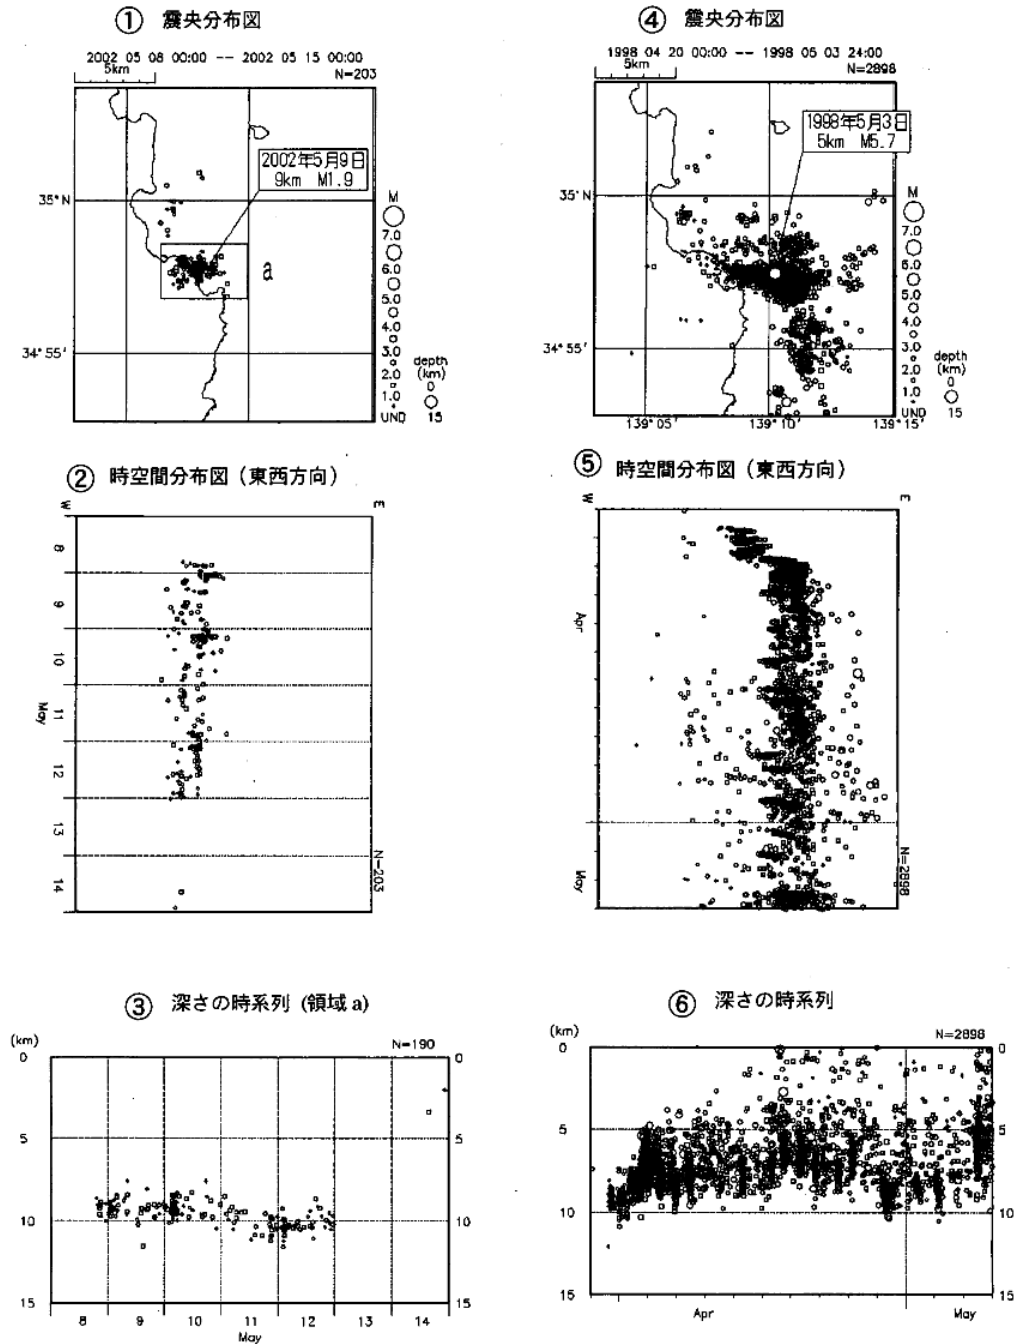 ① 震央分布図
2002 05 08 00:00 -- 2002 05 15 00:00
5km
N=203
2002年5月9日
9km M1.9
35°N
34°55′
a
M
7.0
6.0
5.0
4.0
3.0
2.0
1.0
UND
depth
(km)
0
15
④ 震央分布図
1998 04 20 00:00 -- 1998 05 03 24:00
5km
N=2898
1998年5月3日
5km M5.7
35°N
34°55′
139°05′
139°10′
139°15′
M
7.0
6.0
5.0
4.0
3.0
2.0
1.0
UND
depth
(km)
0
15
② 時空間分布図 (東西方向)
W
E
8
9
10
11
12
13
14
May
N=203
⑤ 時空間分布図 (東西方向)
W
E
Apr
May
N=2898
③ 深さの時系列 (領域 a)
(km)
N=190
0
5
10
15
0
5
10
15
8
9
10
11
12
13
14
May
⑥ 深さの時系列
(km)
N=2898
0
5
10
15
0
5
10
15
Apr
May